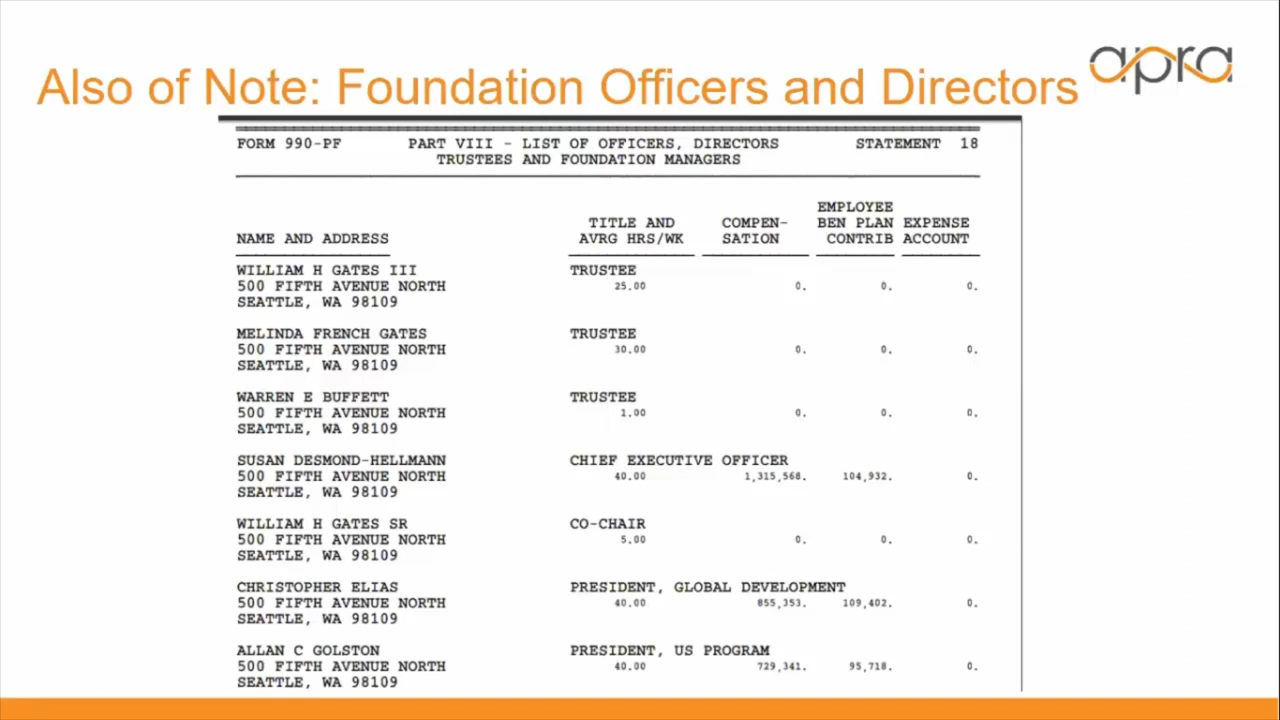 apra
Also of Note: Foundation Officers and Directors
FORM 990-PF PART VIII - LIST OF OFFICERS, DIRECTORS STATEMENT 18
TRUSTEES AND FOUNDATION MANAGERS
EMPLOYEE
TITLE AND COMPEN- BEN PLAN EXPENSE
NAME AND ADDRESS AVRG HRS/WK SATION CONTRIB ACCOUNT
WILLIAM H GATES III TRUSTEE
500 FIFTH AVENUE NORTH 25.00 0. 0. 0.
SEATTLE, WA 98109
MELINDA FRENCH GATES TRUSTEE
500 FIFTH AVENUE NORTH 30.00 0. 0. 0.
SEATTLE, WA 98109
WARREN E BUFFETT TRUSTEE
500 FIFTH AVENUE NORTH 1.00 0. 0. 0.
SEATTLE, WA 98109
SUSAN DESMOND-HELLMANN CHIEF EXECUTIVE OFFICER
500 FIFTH AVENUE NORTH 40.00 1,315,568. 104,932. 0.
SEATTLE, WA 98109
WILLIAM H GATES SR CO-CHAIR
500 FIFTH AVENUE NORTH 5.00 0. 0. 0.
SEATTLE, WA 98109
CHRISTOPHER ELIAS PRESIDENT, GLOBAL DEVELOPMENT
500 FIFTH AVENUE NORTH 40.00 855,353. 109,402. 0.
SEATTLE, WA 98109
ALLAN C GOLSTON PRESIDENT, US PROGRAM
500 FIFTH AVENUE NORTH 40.00 729,341. 95,718. 0.
SEATTLE, WA 98109